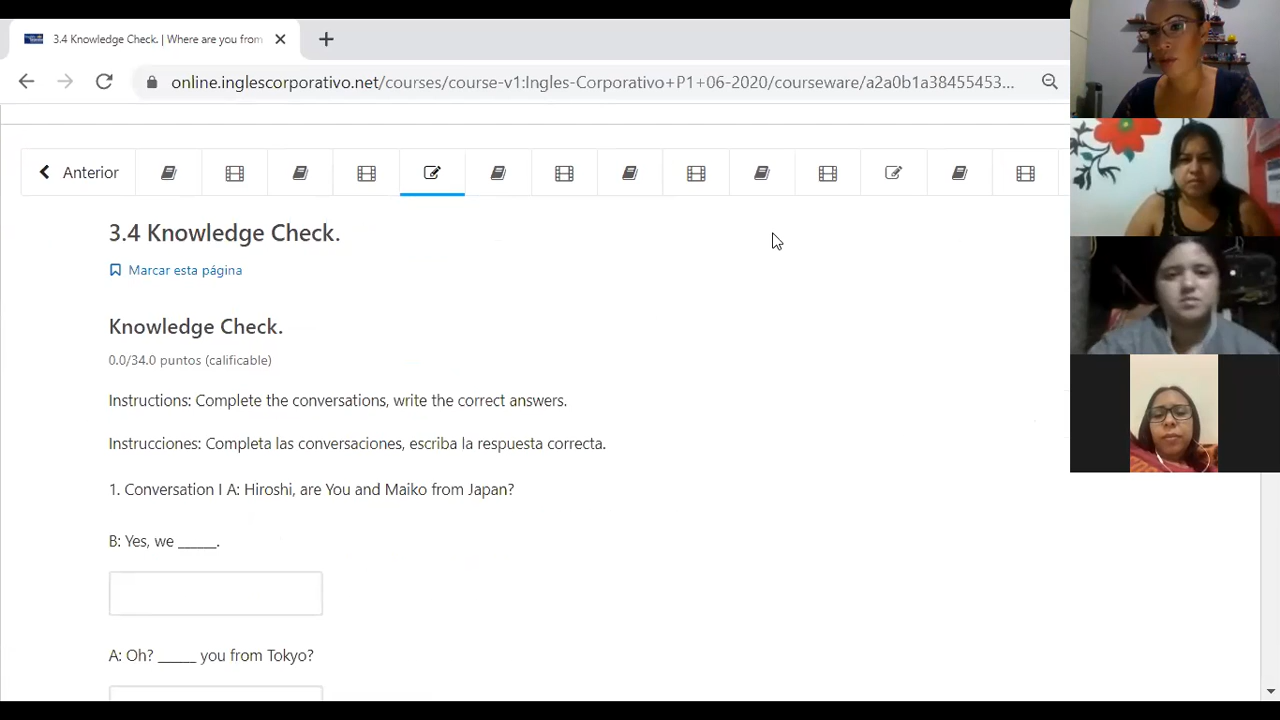 3.4 Knowledge Check. | Where are you from
online.inglescorporativo.net/courses/course-v1:Ingles-Corporativo+P1+06-2020/courseware/a2a0b1a38455453...
Anterior
3.4 Knowledge Check.
Marcar esta página
Knowledge Check.
0.0/34.0 puntos (calificable)
Instructions: Complete the conversations, write the correct answers.
Instrucciones: Completa las conversaciones, escriba la respuesta correcta.
1. Conversation I A: Hiroshi, are You and Maiko from Japan?
B: Yes, we _____.
A: Oh? _____ you from Tokyo?